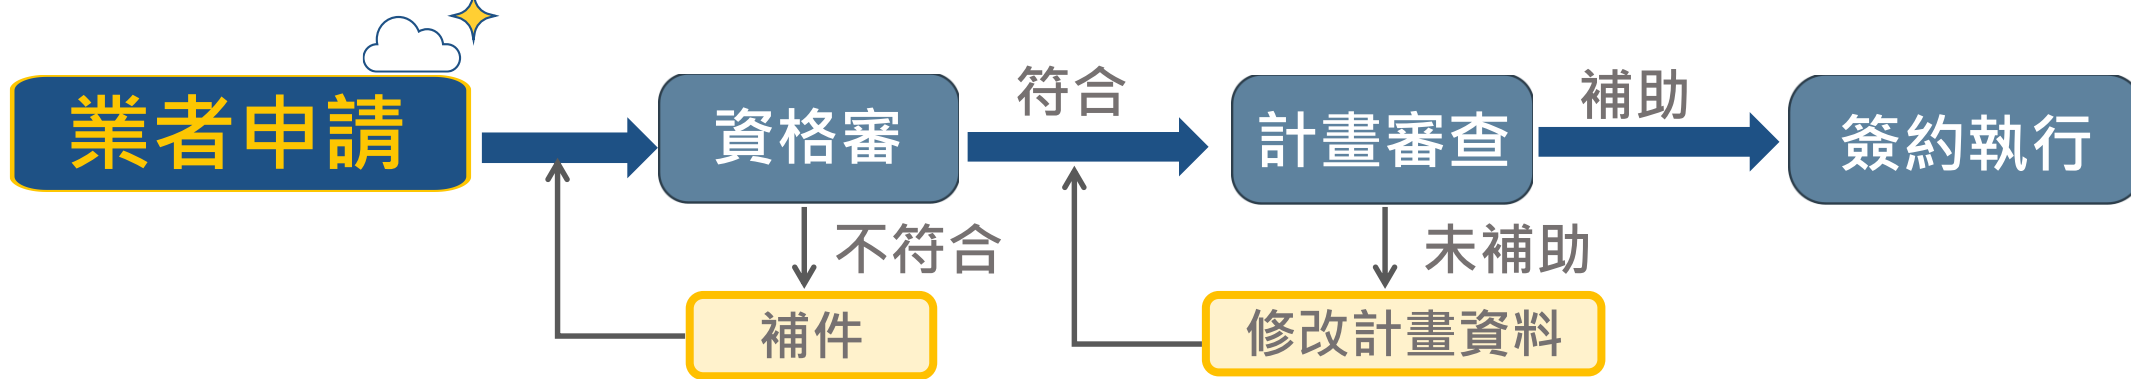 業者申請
資格審
符合
計畫審查
補助
簽約執行
不符合
未補助
補件
修改計畫資料